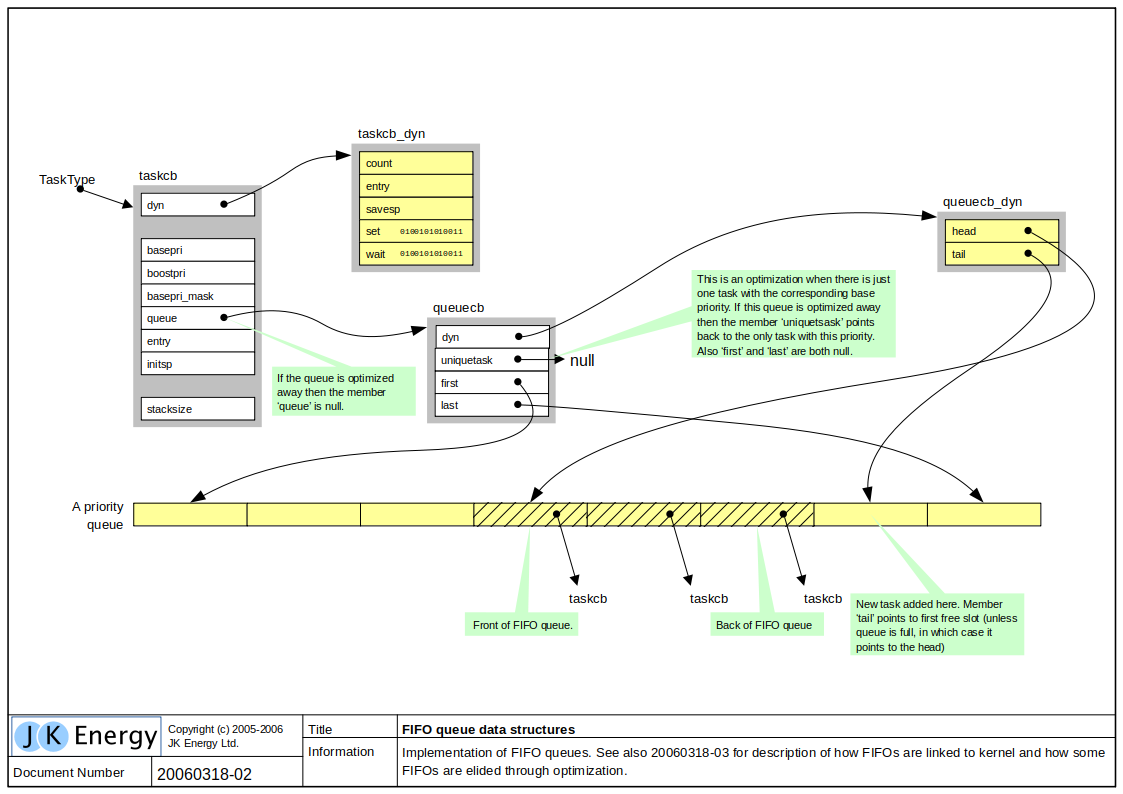 taskcb_dyn
count
entry
savesp
set 0100101010011
wait 0100101010011
TaskType
taskcb
dyn
basepri
boostpri
basepri_mask
queue
entry
initsp
stacksize
queuecb_dyn
head
tail
This is an optimization when there is just
one task with the corresponding base
priority. If this queue is optimized away
then the member ‘uniquetsask’ points
back to the only task with this priority.
Also ‘first’ and ‘last’ are both null.
queuecb
dyn
uniquetask
first
last
null
If the queue is optimized
away then the member
‘queue’ is null.
A priority
queue
taskcb
taskcb
taskcb
Front of FIFO queue.
Back of FIFO queue
New task added here. Member
‘tail’ points to first free slot (unless
queue is full, in which case it
points to the head)
JK Energy
Copyright (c) 2005-2006
JK Energy Ltd.
Title
FIFO queue data structures
Information
Implementation of FIFO queues. See also 20060318-03 for description of how FIFOs are linked to kernel and how some
FIFOs are elided through optimization.
Document Number
20060318-02